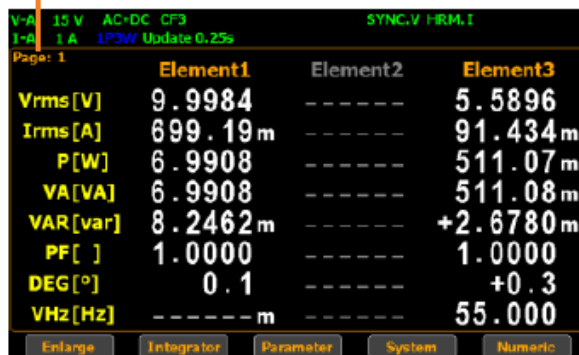 V-A 15 V AC+DC CF3 SYNC.V HRM.I
I-A 1 A 1P3W Update 0.25s
Page: 1
Element1 Element2 Element3
Vrms[V] 9.9984 ------ 5.5896
Irms[A] 699.19m ------ 91.434m
P[W] 6.9908 ------ 511.07m
VA[VA] 6.9908 ------ 511.08m
VAR[var] 8.2462m ------ +2.6780m
PF[ ] 1.0000 ------ 1.0000
DEG[°] 0.1 ------ +0.3
VHz[Hz] ------m ------ 55.000
Enlarge Integrator Parameter System Numeric